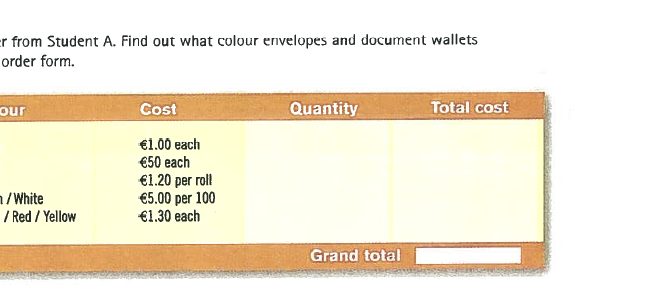 er from Student A. Find out what colour envelopes and document wallets
order form.
our Cost Quantity Total cost
€1.00 each
€50 each
€1.20 per roll
/ White €5.00 per 100
/ Red / Yellow €1.30 each
Grand total